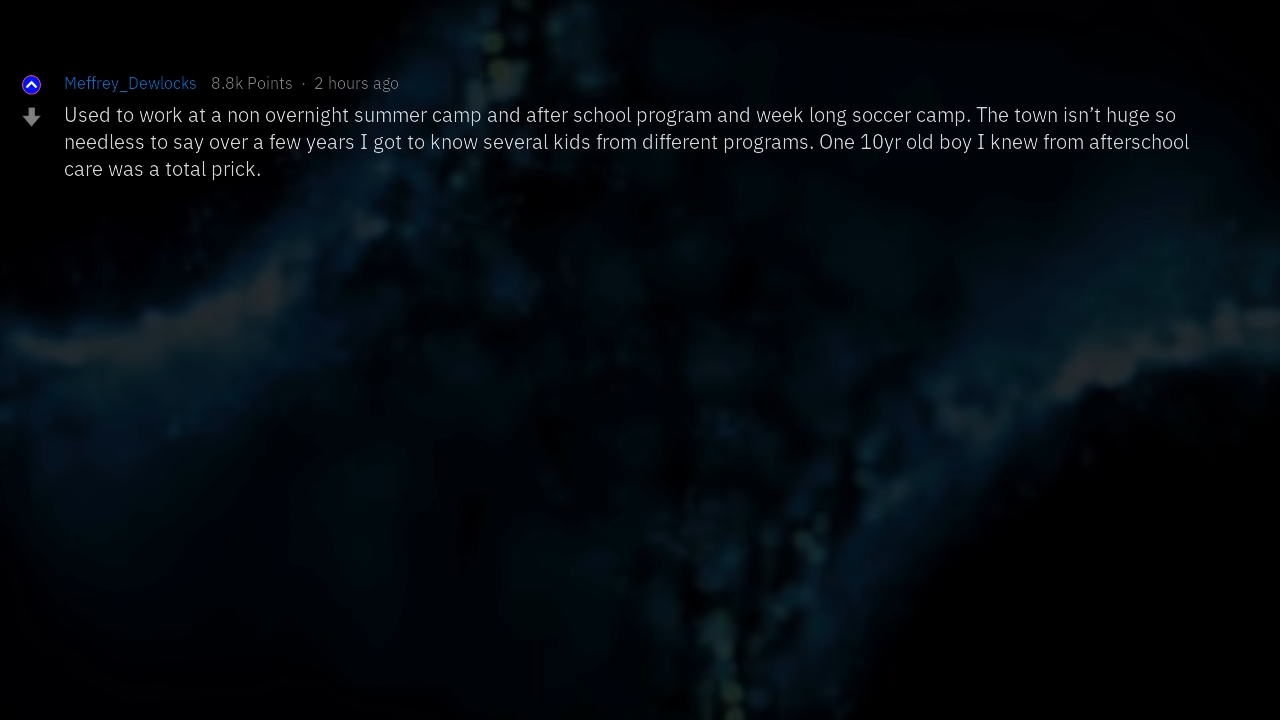 Meffrey_Dewlocks 8.8k Points · 2 hours ago
Used to work at a non overnight summer camp and after school program and week long soccer camp. The town isn’t huge so
needless to say over a few years I got to know several kids from different programs. One 10yr old boy I knew from afterschool
care was a total prick.